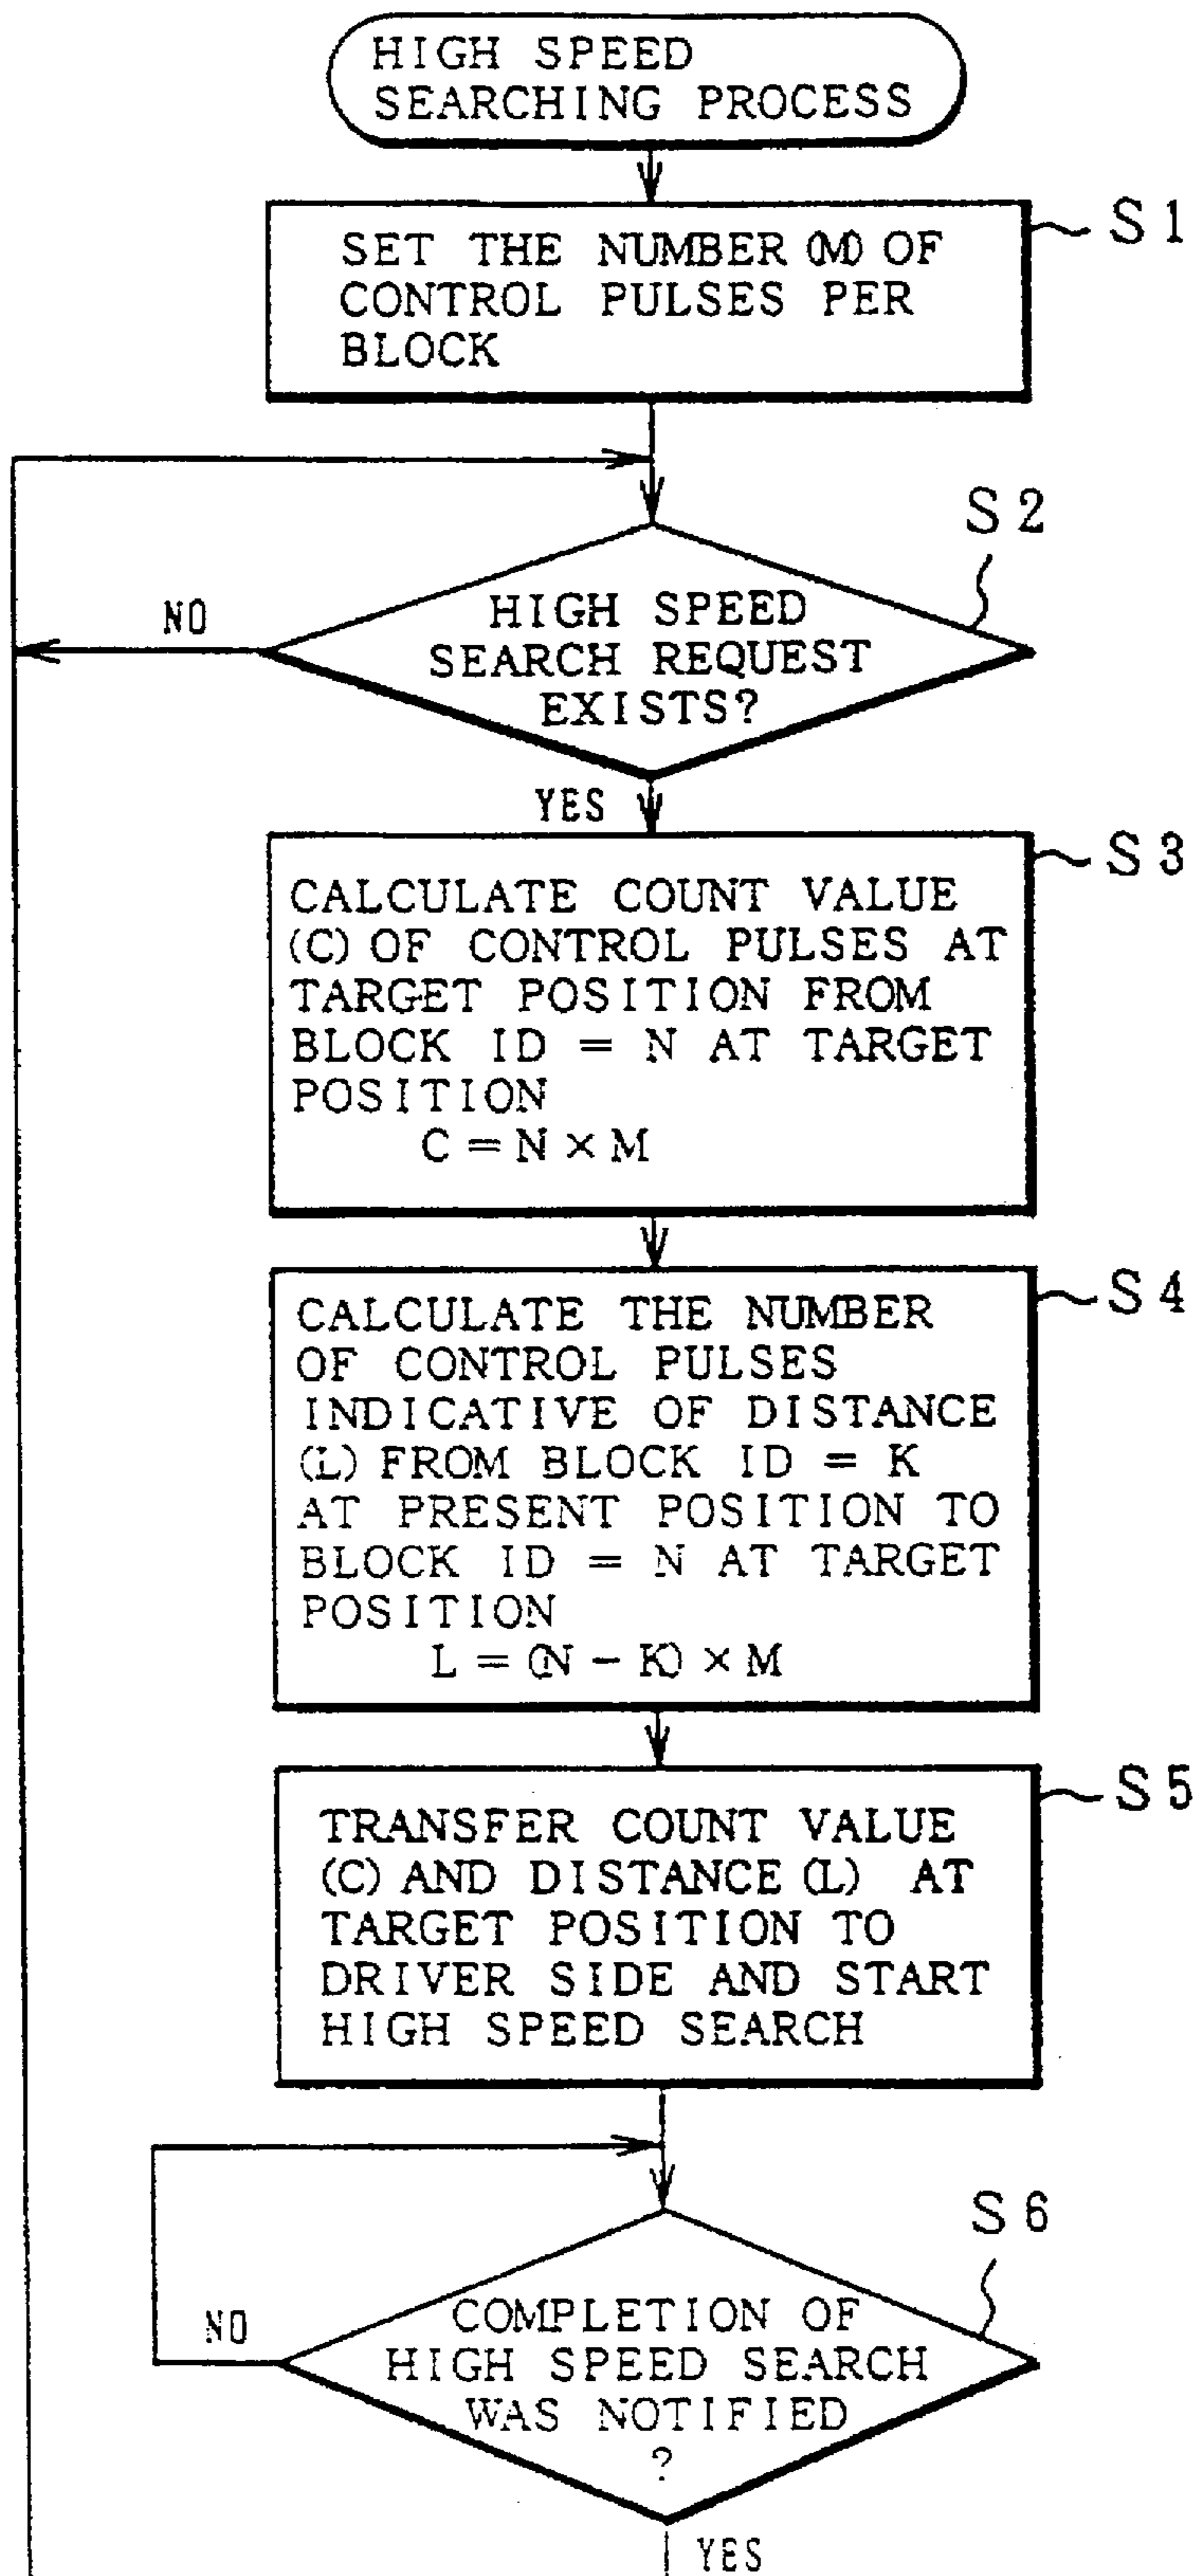 HIGH SPEED
SEARCHING PROCESS
S1
SET THE NUMBER (M) OF
CONTROL PULSES PER
BLOCK
S2
NO
HIGH SPEED
SEARCH REQUEST
EXISTS?
YES
S3
CALCULATE COUNT VALUE
(C) OF CONTROL PULSES AT
TARGET POSITION FROM
BLOCK ID = N AT TARGET
POSITION
C = N × M
S4
CALCULATE THE NUMBER
OF CONTROL PULSES
INDICATIVE OF DISTANCE
(L) FROM BLOCK ID = K
AT PRESENT POSITION TO
BLOCK ID = N AT TARGET
POSITION
L = (N - K) × M
S5
TRANSFER COUNT VALUE
(C) AND DISTANCE (L) AT
TARGET POSITION TO
DRIVER SIDE AND START
HIGH SPEED SEARCH
S6
NO
COMPLETION OF
HIGH SPEED SEARCH
WAS NOTIFIED
?
YES